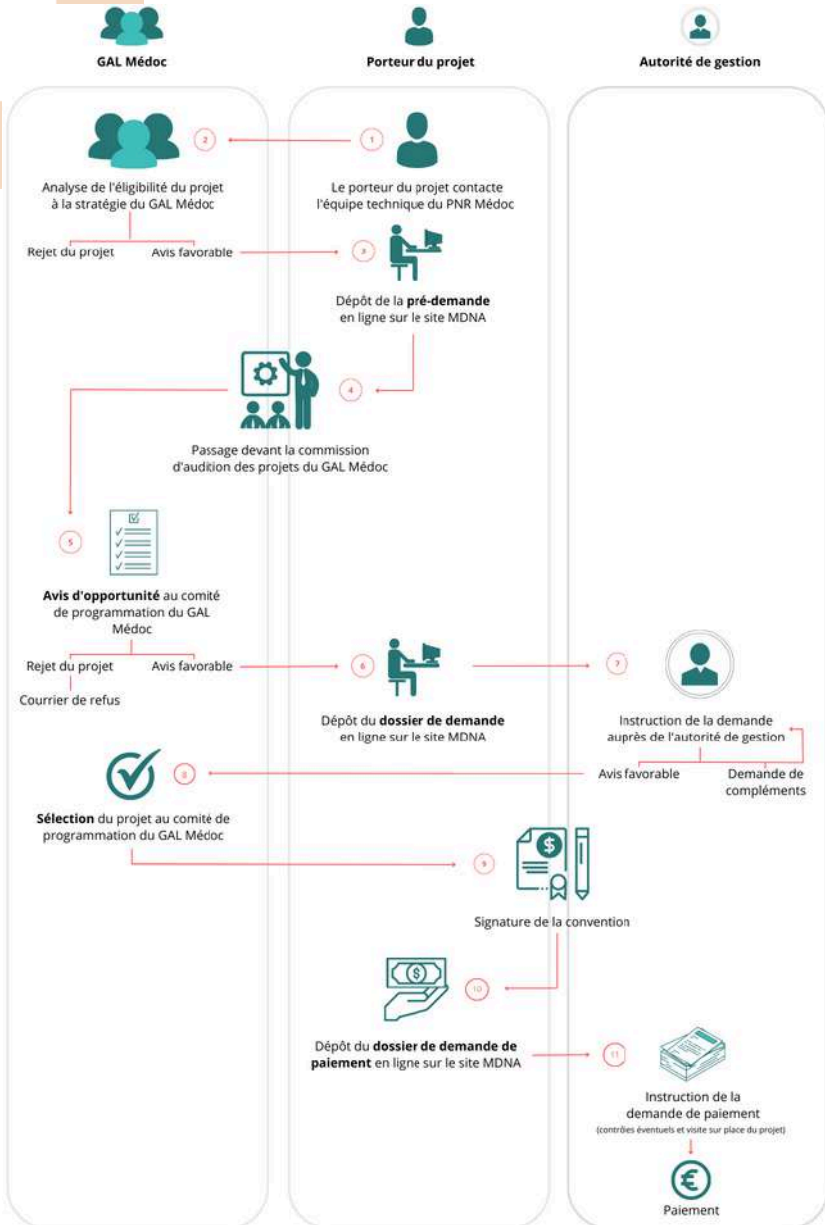 GAL Médoc
Porteur du projet
Autorité de gestion
2
1
Analyse de l'éligibilité du projet
à la stratégie du GAL Médoc
Le porteur du projet contacte
l'équipe technique du PNR Médoc
Rejet du projet
Avis favorable
3
Dépôt de la pré-demande
en ligne sur le site MDNA
4
Passage devant la commission
d'audition des projets du GAL Médoc
5
Avis d'opportunité au comité
de programmation du GAL
Médoc
Rejet du projet
Avis favorable
6
7
Courrier de refus
Dépôt du dossier de demande
en ligne sur le site MDNA
Instruction de la demande
auprès de l'autorité de gestion
Avis favorable
Demande de
compléments
8
Sélection du projet au comité de
programmation du GAL Médoc
9
Signature de la convention
10
Dépôt du dossier de demande de
paiement en ligne sur le site MDNA
11
Instruction de la
demande de paiement
(contrôles éventuels et visite sur place du projet)
Paiement